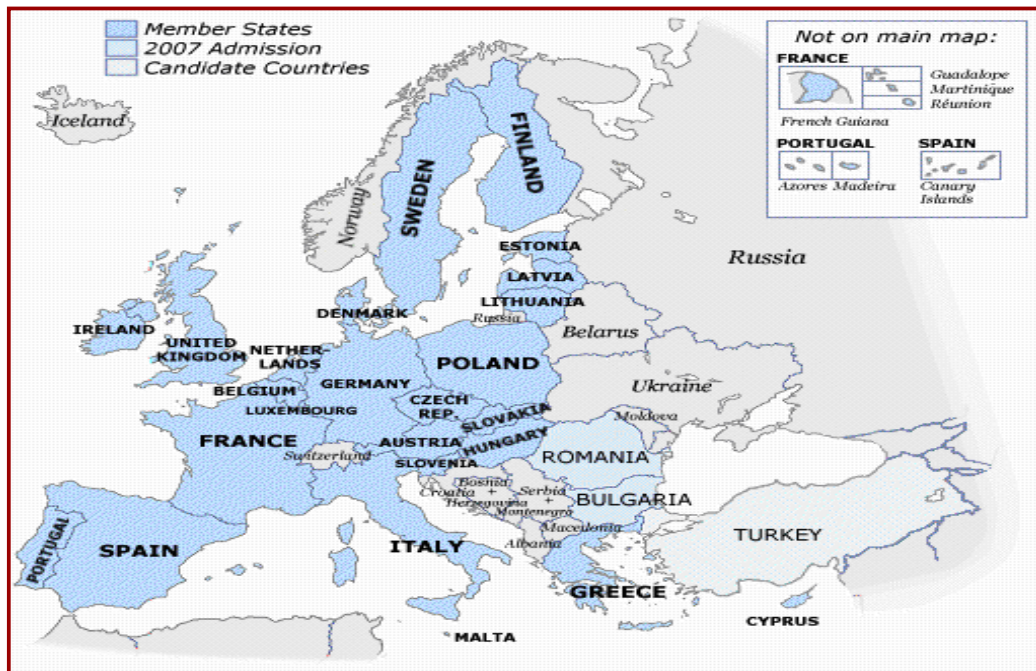 Member States
2007 Admission
Candidate Countries
Not on main map:
FRANCE
Guadalope
Martinique
Réunion
French Guiana
PORTUGAL
SPAIN
Azores Madeira
Canary
Islands
Iceland
Norway
SWEDEN
FINLAND
Russia
ESTONIA
LATVIA
LITHUANIA
Russia
DENMARK
IRELAND
UNITED
KINGDOM
NETHER-
LANDS
Belarus
POLAND
BELGIUM
GERMANY
LUXEMBOURG
CZECH
REP.
SLOVAKIA
Ukraine
Moldova
FRANCE
Switzerland
AUSTRIA
HUNGARY
SLOVENIA
ROMANIA
Croatia
Bosnia
+
Herzegovina
Serbia
+
Montenegro
BULGARIA
Macedonia
Albania
PORTUGAL
SPAIN
ITALY
TURKEY
GREECE
MALTA
CYPRUS